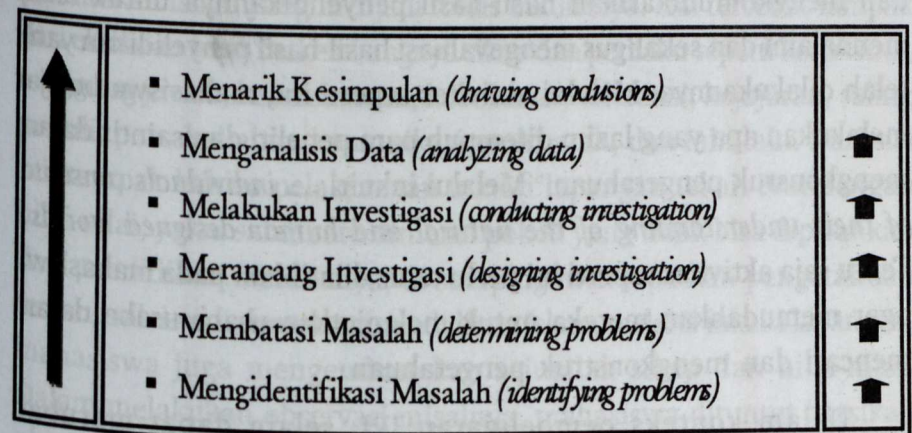 ▪ Menarik Kesimpulan (drawing conclusions)
▪ Menganalisis Data (analyzing data)
▪ Melakukan Investigasi (conducting investigation)
▪ Merancang Investigasi (designing investigation)
▪ Membatasi Masalah (determining problems)
▪ Mengidentifikasi Masalah (identifying problems)